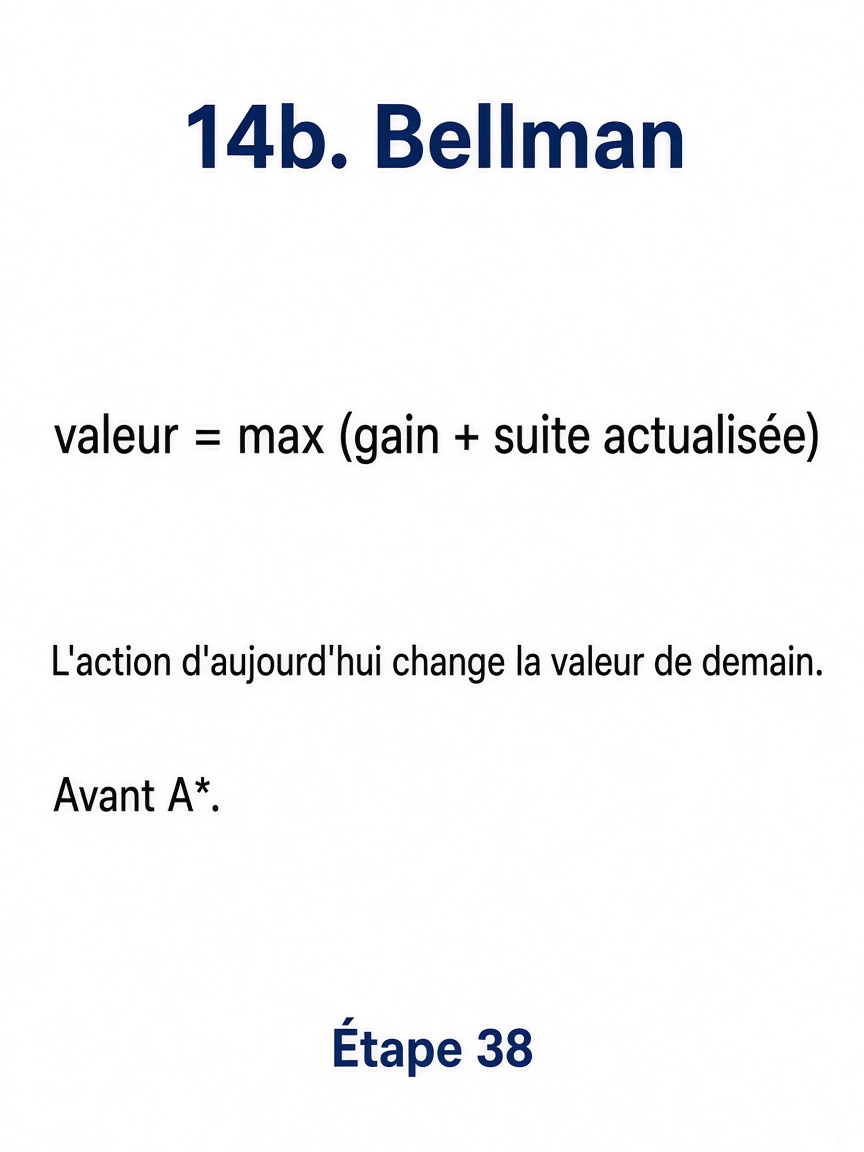 14b. Bellman
valeur = max (gain + suite actualisée)
L'action d'aujourd'hui change la valeur de demain.
Avant A*.
Étape 38